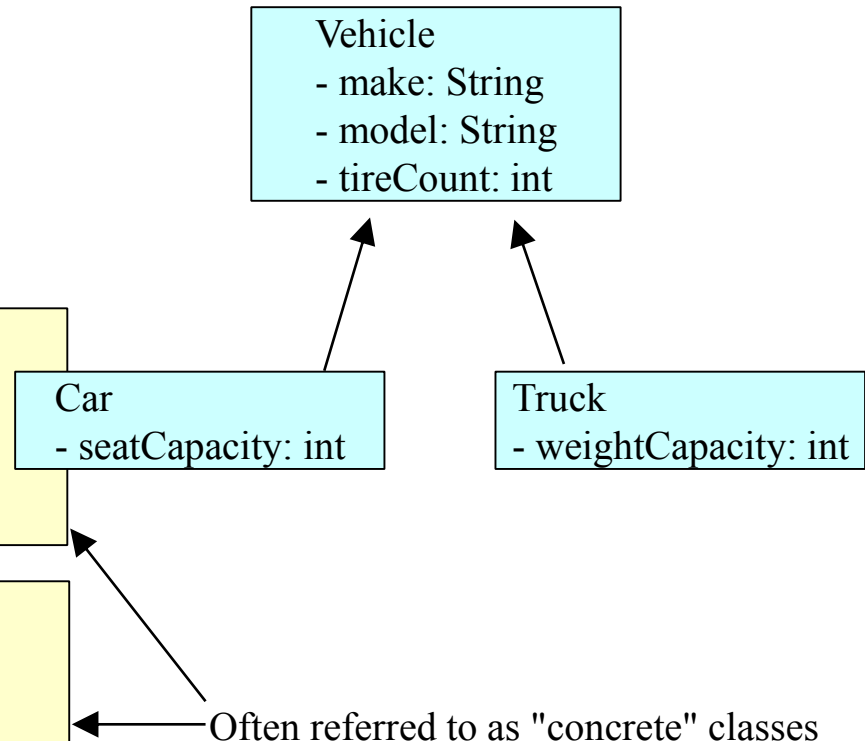 Vehicle
- make: String
- model: String
- tireCount: int
Car
- seatCapacity: int
Truck
- weightCapacity: int
Often referred to as "concrete" classes